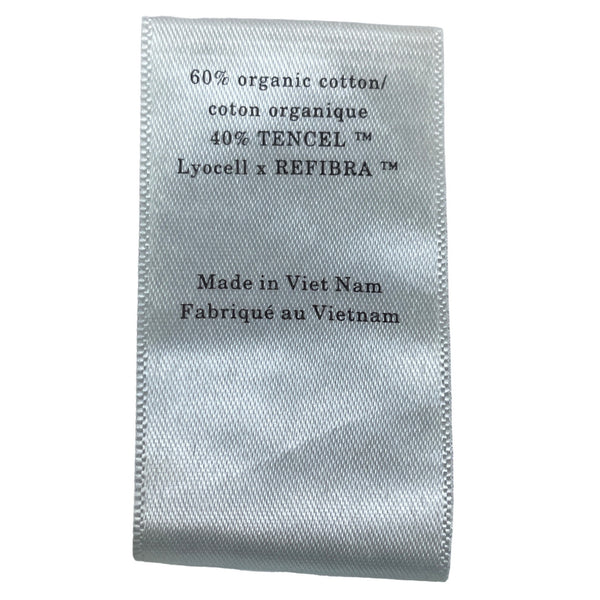 60% organic cotton/
coton organique
40% TENCEL ™
Lyocell x REFIBRA ™
Made in Viet Nam
Fabriqué au Vietnam